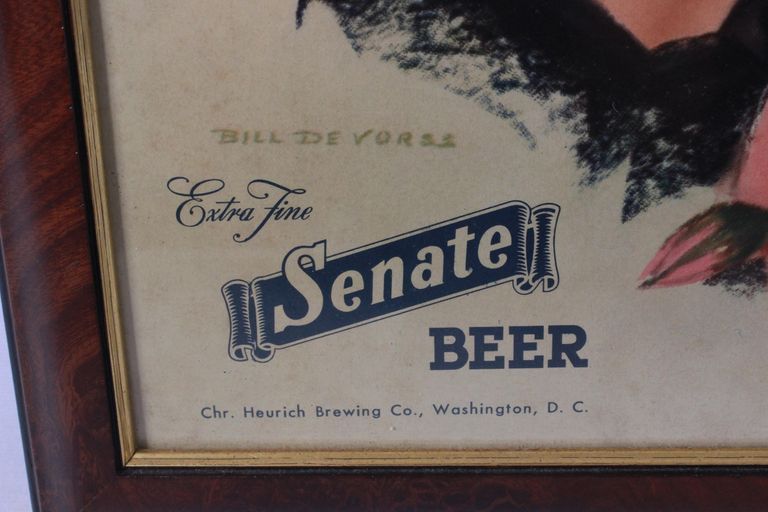 BILL DE VORSS
Extra Fine
Senate
BEER
Chr. Heurich Brewing Co., Washington, D. C.